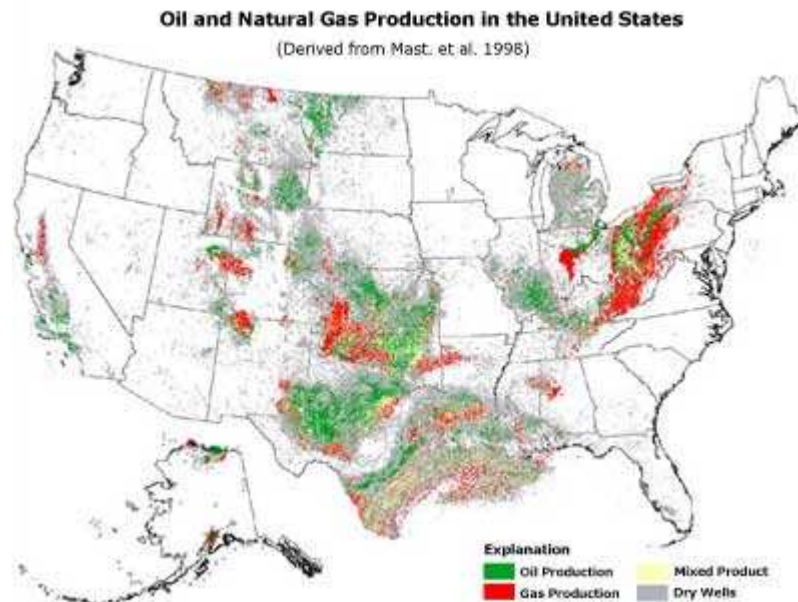 Oil and Natural Gas Production in the United States
(Derived from Mast. et al. 1998)
Explanation
Oil Production
Mixed Product
Gas Production
Dry Wells